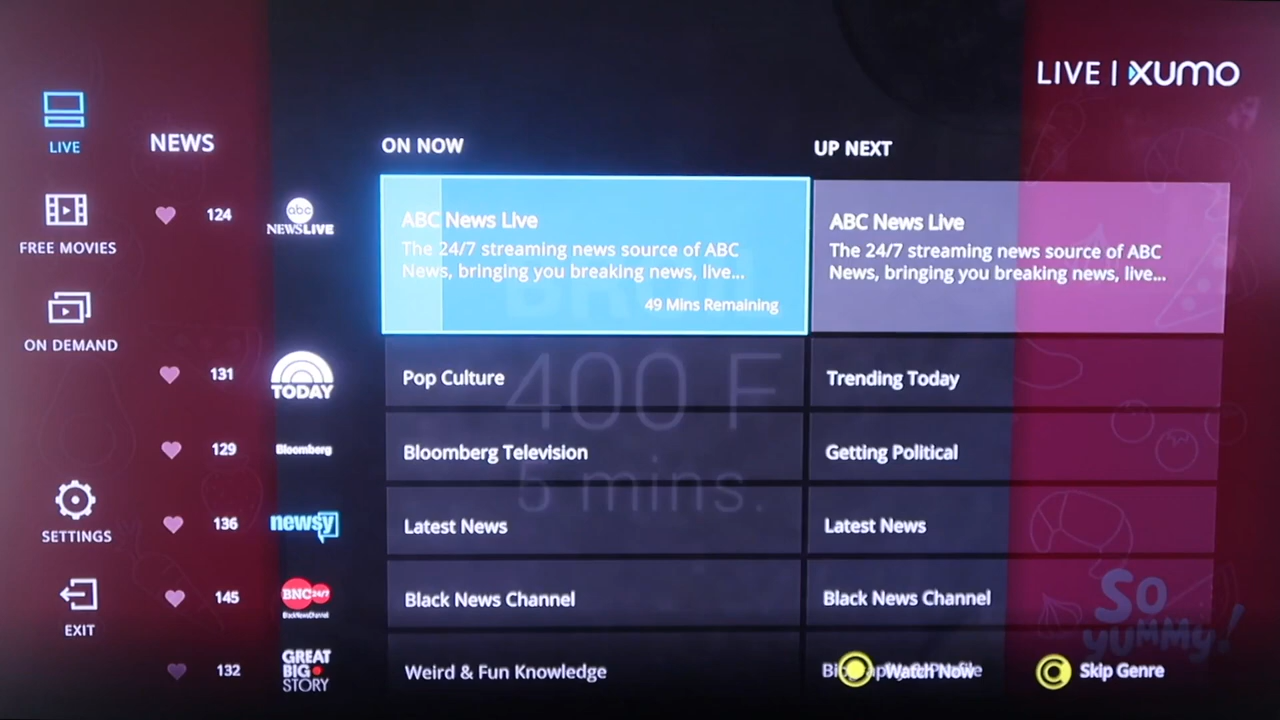 LIVE | XUMO
LIVE
FREE MOVIES
ON DEMAND
SETTINGS
EXIT
NEWS
ON NOW
UP NEXT
124
abc
NEWSLIVE
ABC News Live
The 24/7 streaming news source of ABC
News, bringing you breaking news, live...
49 Mins Remaining
ABC News Live
The 24/7 streaming news source of ABC
News, bringing you breaking news, live...
131
TODAY
Pop Culture
Trending Today
400 F
129
Bloomberg
Bloomberg Television
Getting Political
5 mins.
136
newsy
Latest News
Latest News
145
BNC 24/7
BlackNewsChannel
Black News Channel
Black News Channel
SO
YUMMY!
132
GREAT
BIG
STORY
Weird & Fun Knowledge
Watch Now
C Skip Genre